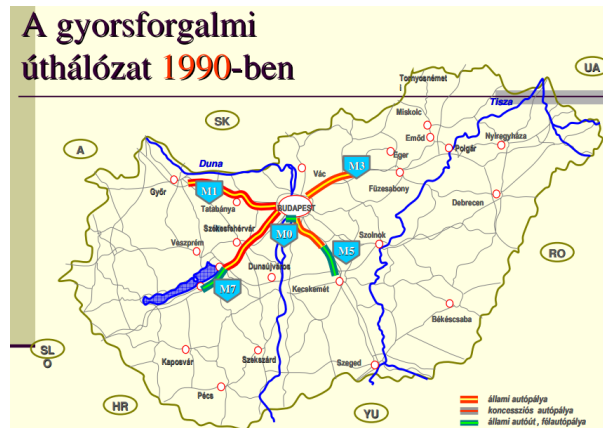 A gyorsforgalmi
úthálózat 1990-ben
UA
Tornyosnémet
i
Tisza
Miskolc
SK
Emőd
Nyíregyháza
Polgár
A
Duna
Vác
M3
Eger
Győr
M1
Füzesabony
Tatabánya
Debrecen
BUDAPEST
Székesfehérvár
M0
Szolnok
Veszprém
M5
RO
Dunaújváros
M7
Kecskemét
Békéscsaba
SL
O
Kaposvár
Szekszárd
Szeged
Pécs
HR
YU
állami autópálya
koncessziós autópálya
állami autóút , félautópálya